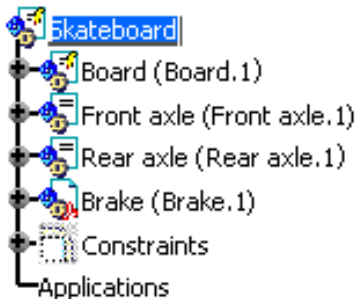 Skateboard
Board (Board.1)
Front axle (Front axle.1)
Rear axle (Rear axle.1)
Brake (Brake.1)
Constraints
Applications